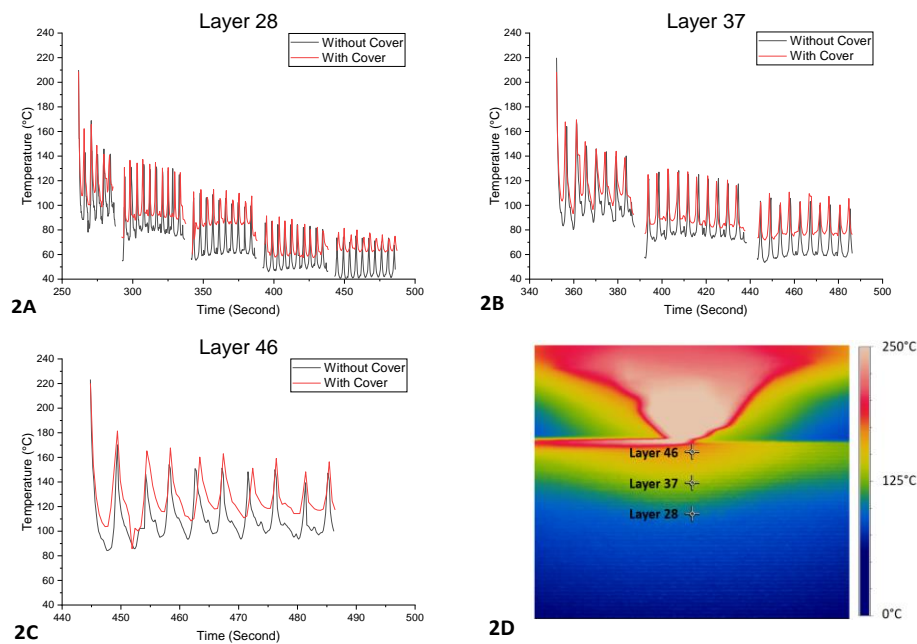 Layer 28
Without Cover
With Cover
240
220
200
180
160
140
120
100
80
60
40
Temperature (°C)
250 300 350 400 450 500
Time (Second)
2A
Layer 37
Without Cover
With Cover
240
220
200
180
160
140
120
100
80
60
40
Temperature (°C)
340 360 380 400 420 440 460 480 500
Time (Second)
2B
Layer 46
Without Cover
With Cover
240
220
200
180
160
140
120
100
80
60
40
Temperature (°C)
440 450 460 470 480 490 500
Time (Second)
2C
250°C
125°C
0°C
Layer 46
Layer 37
Layer 28
2D